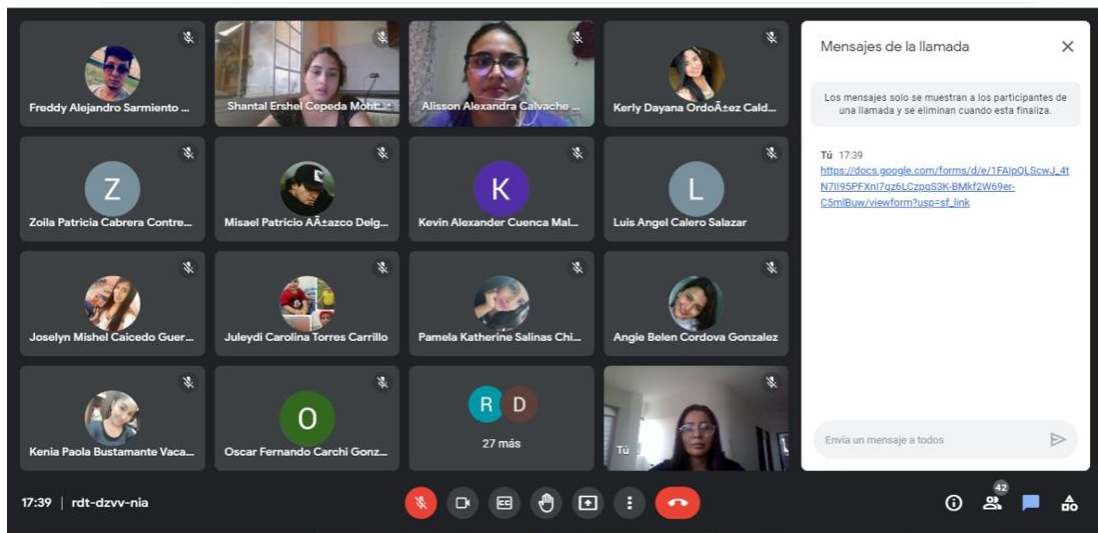 Freddy Alejandro Sarmiento ...
Shantal Ershel Cepeda Mont...
Alisson Alexandra Calvache ...
Kerly Dayana OrdoÃ±ez Cald...
Z
Zoila Patricia Cabrera Contre...
Misael Patricio AÃ±azco Delg...
K
Kevin Alexander Cuenca Mal...
L
Luis Angel Calero Salazar
Joselyn Mishel Caicedo Guer...
Juleydi Carolina Torres Carrillo
Pamela Katherine Salinas Chi...
Angie Belen Cordova Gonzalez
Kenia Paola Bustamante Vaca...
O
Oscar Fernando Carchi Gonz...
R D
27 más
Tú
Mensajes de la llamada
Los mensajes solo se muestran a los participantes de
una llamada y se eliminan cuando esta finaliza.
Tú 17:39
https://docs.google.com/forms/d/e/1FAIpQLScwJ_4t
N7II95PFXnI7qz6LCzpqS3K-BMkf2W69er-
C5mlBuw/viewform?usp=sf_link
Envía un mensaje a todos
17:39 | rdt-dzvv-nia
CC
42